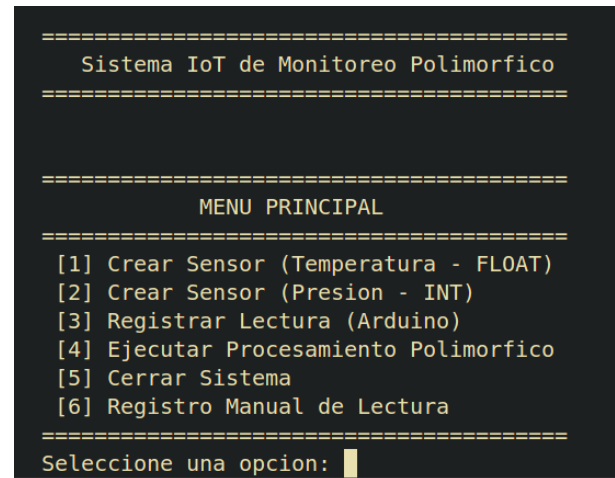 ========================================
Sistema IoT de Monitoreo Polimorfico
========================================
========================================
MENU PRINCIPAL
========================================
[1] Crear Sensor (Temperatura - FLOAT)
[2] Crear Sensor (Presion - INT)
[3] Registrar Lectura (Arduino)
[4] Ejecutar Procesamiento Polimorfico
[5] Cerrar Sistema
[6] Registro Manual de Lectura
========================================
Seleccione una opcion: